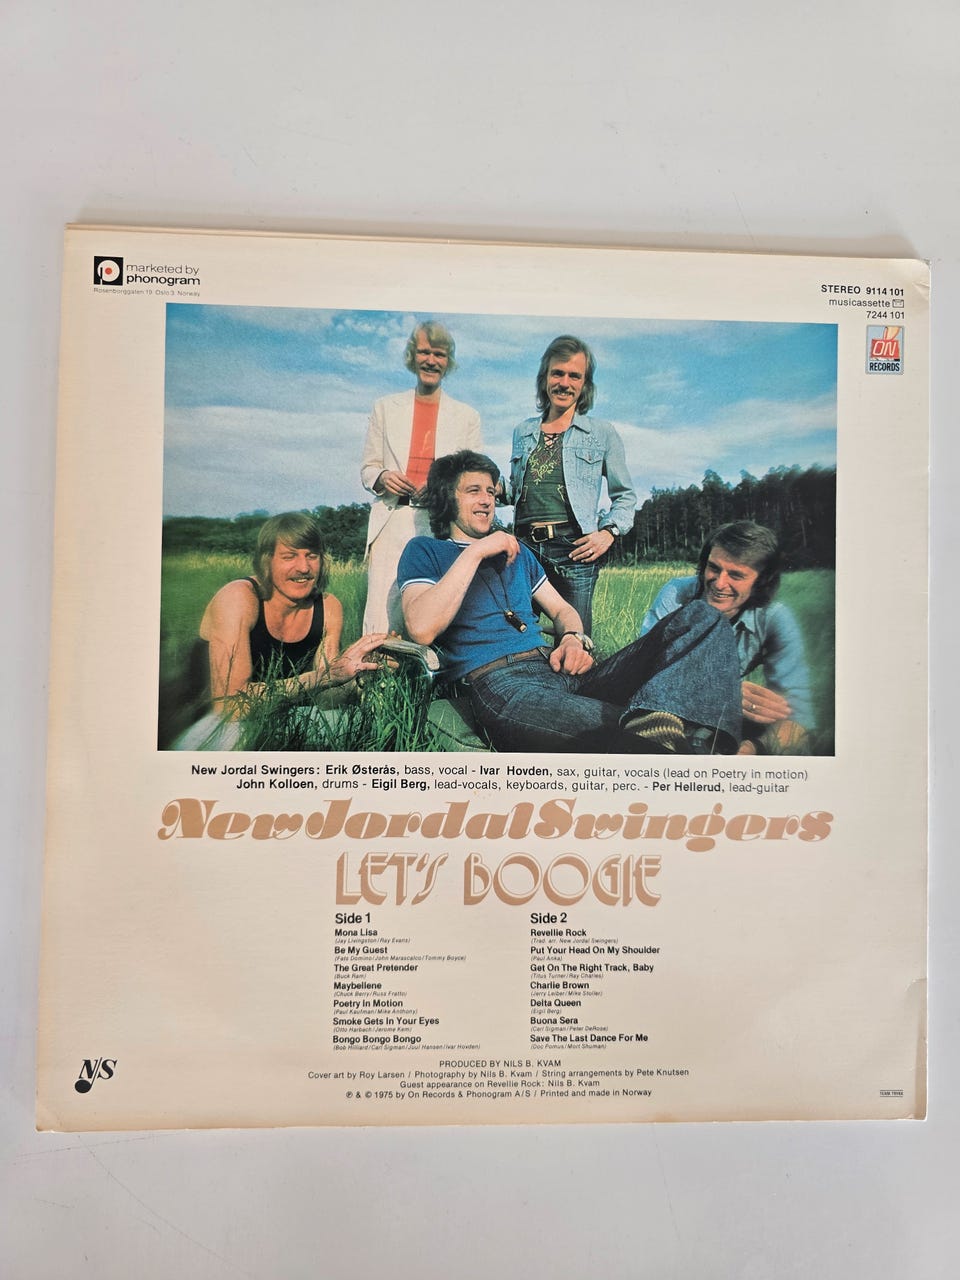 marketed by
phonogram
Rosenborggaten 19 Oslo 3 Norway
STEREO 9114 101
musicassette
7244 101
ON
RECORDS
New Jordal Swingers: Erik Østerås, bass, vocal - Ivar Hovden, sax, guitar, vocals (lead on Poetry in motion)
John Kolloen, drums - Eigil Berg, lead-vocals, keyboards, guitar, perc. - Per Hellerud, lead-guitar
New Jordal Swingers
LET'S BOOGIE
Side 1
Mona Lisa
(Jay Livingston/Ray Evans)
Be My Guest
(Fats Domino/John Marascalco/Tommy Boyce)
The Great Pretender
(Buck Ram)
Maybellene
(Chuck Berry/Russ Fratto)
Poetry in Motion
(Paul Kaufman/Mike Anthony)
Smoke Gets In Your Eyes
(Otto Harbach/Jerome Kern)
Bongo Bongo Bongo
(Bob Hilliard/Carl Sigman/Juul Hansen/Ivar Hovden)
Side 2
Revellie Rock
(Trad. arr. New Jordal Swingers)
Put Your Head On My Shoulder
(Paul Anka)
Get On The Right Track, Baby
(Titus Turner/Ray Charles)
Charlie Brown
(Jerry Leiber/Mike Stoller)
Delta Queen
(Eigil Berg)
Buona Sera
(Carl Sigman/Peter DeRose)
Save The Last Dance For Me
(Doc Pomus/Mort Shuman)
N/S
PRODUCED BY NILS B. KVAM
Cover art by Roy Larsen / Photography by Nils B. Kvam / String arrangements by Pete Knutsen
Guest appearance on Revellie Rock: Nils B. Kvam
℗ & © 1975 by On Records & Phonogram A/S / Printed and made in Norway